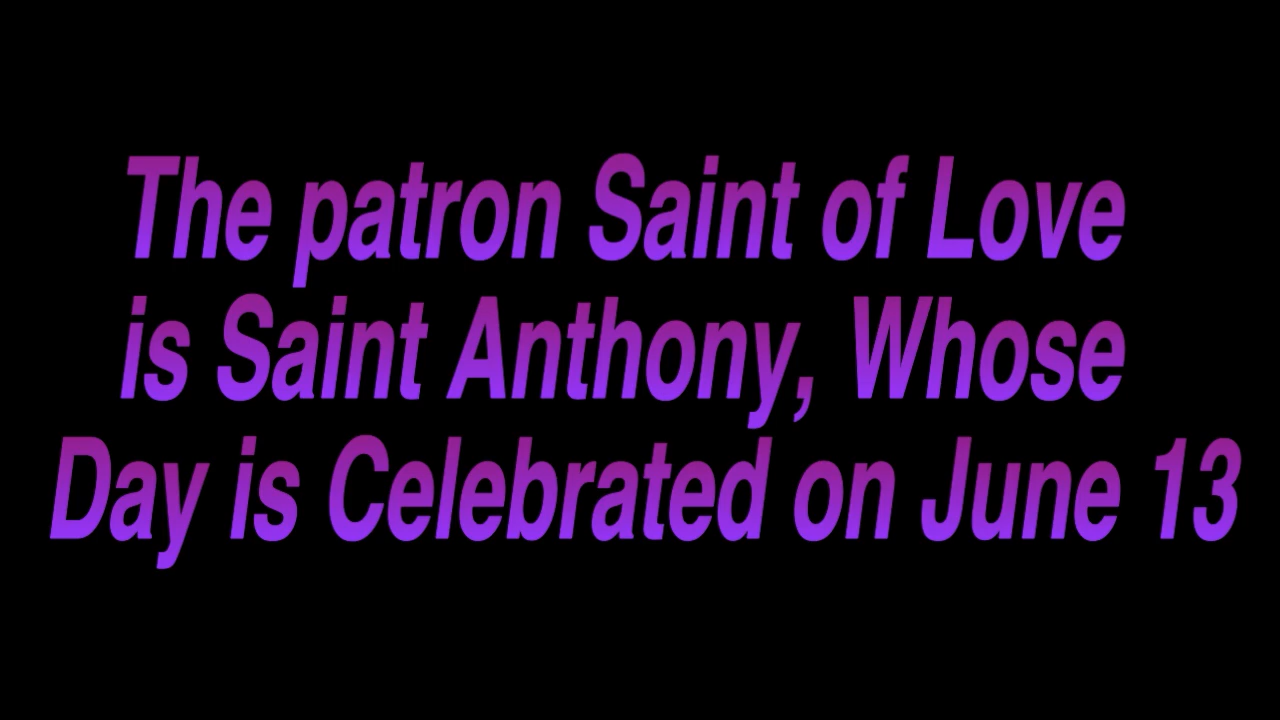 The patron Saint of Love
is Saint Anthony, Whose
Day is Celebrated on June 13